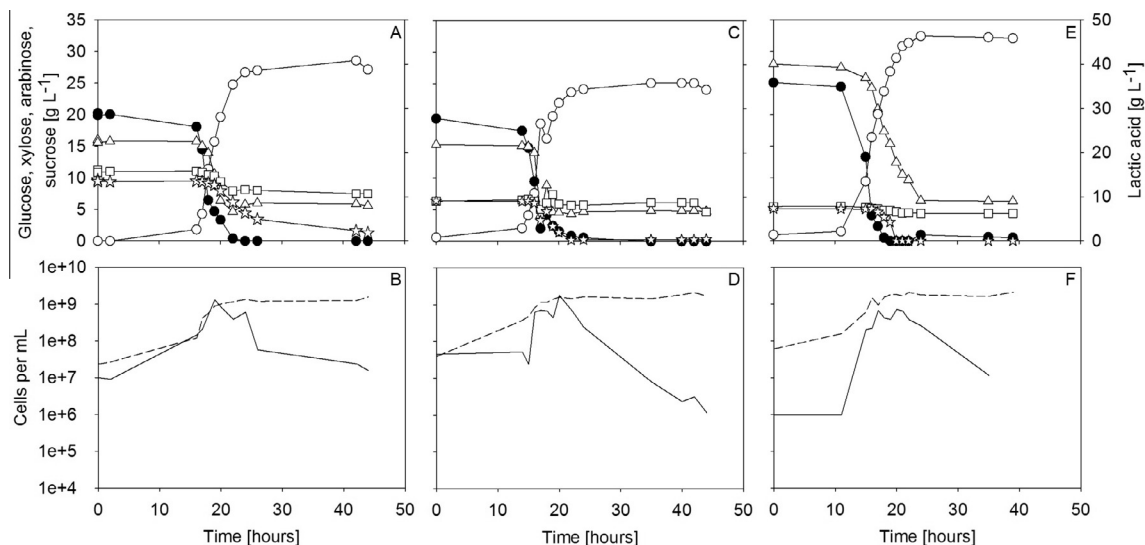 Glucose, xylose, arabinose,
sucrose [g L-1]
35
30
25
20
15
10
5
0
A
C
E
50
40
30
20
10
0
Lactic acid [g L-1]
Cells per mL
1e+10
1e+9
1e+8
1e+7
1e+6
1e+5
1e+4
B
D
F
0 10 20 30 40 50
0 10 20 30 40 50
0 10 20 30 40 50
Time [hours]
Time [hours]
Time [hours]